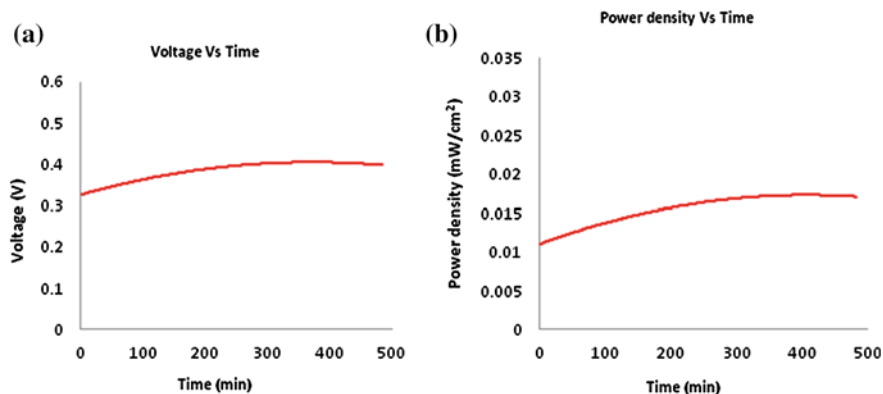 (a)
Voltage Vs Time
0.6
0.5
0.4
0.3
0.2
0.1
0
Voltage (V)
0 100 200 300 400 500
Time (min)
(b)
Power density Vs Time
0.035
0.03
0.025
0.02
0.015
0.01
0.005
0
Power density (mW/cm²)
0 100 200 300 400 500
Time (min)